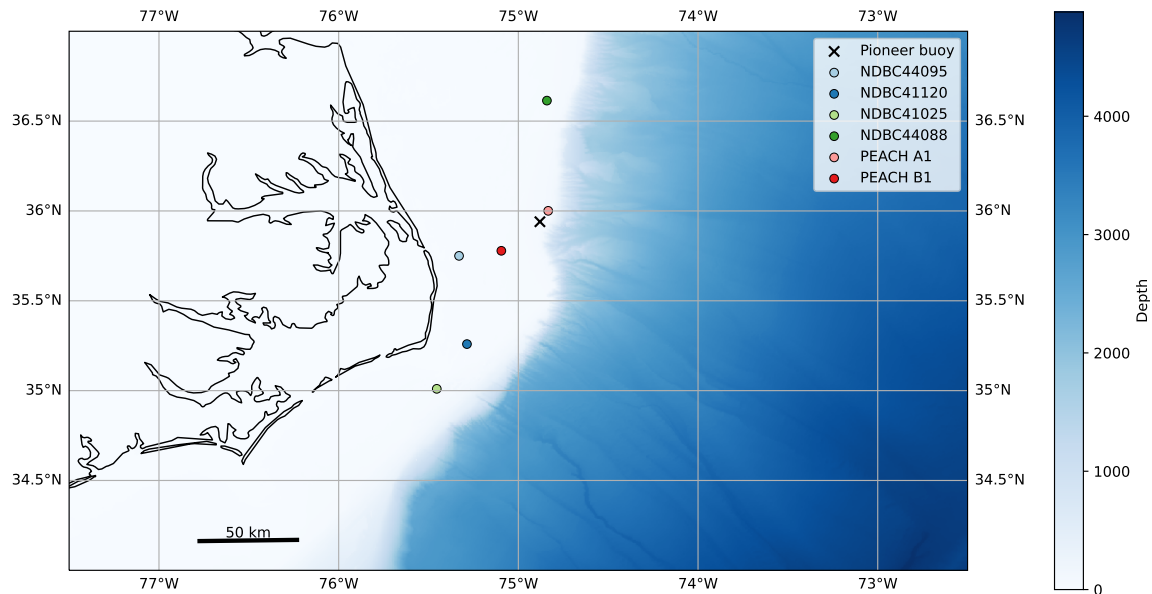 77°W 76°W 75°W 74°W 73°W
Pioneer buoy
NDBC44095
NDBC41120
NDBC41025
NDBC44088
PEACH A1
PEACH B1
36.5°N 36.5°N
36°N 36°N
35.5°N 35.5°N
35°N 35°N
34.5°N 34.5°N
50 km
77°W 76°W 75°W 74°W 73°W
4000
3000
2000
1000
0
Depth